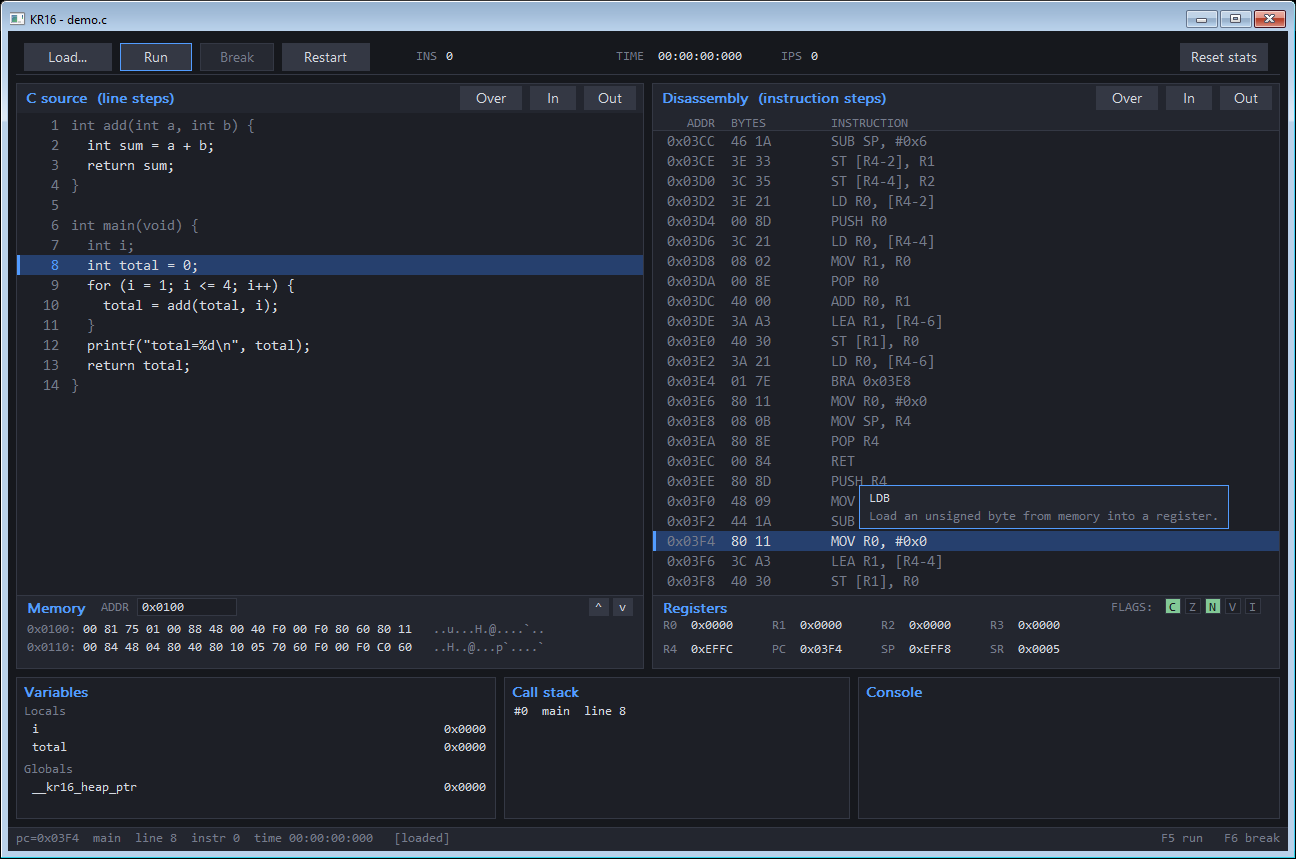 KR16 - demo.c
Load... Run Break Restart INS 0 TIME 00:00:00:000 IPS 0 Reset stats
C source (line steps) Over In Out
1 int add(int a, int b) {
2 int sum = a + b;
3 return sum;
4 }
5
6 int main(void) {
7 int i;
8 int total = 0;
9 for (i = 1; i <= 4; i++) {
10 total = add(total, i);
11 }
12 printf("total=%d\n", total);
13 return total;
14 }
Disassembly (instruction steps) Over In Out
ADDR BYTES INSTRUCTION
0x03CC 46 1A SUB SP, #0x6
0x03CE 3E 33 ST [R4-2], R1
0x03D0 3C 35 ST [R4-4], R2
0x03D2 3E 21 LD R0, [R4-2]
0x03D4 00 8D PUSH R0
0x03D6 3C 21 LD R0, [R4-4]
0x03D8 08 02 MOV R1, R0
0x03DA 00 8E POP R0
0x03DC 40 00 ADD R0, R1
0x03DE 3A A3 LEA R1, [R4-6]
0x03E0 40 30 ST [R1], R0
0x03E2 3A 21 LD R0, [R4-6]
0x03E4 01 7E BRA 0x03E8
0x03E6 80 11 MOV R0, #0x0
0x03E8 08 0B MOV SP, R4
0x03EA 80 8E POP R4
0x03EC 00 84 RET
0x03EE 80 8D PUSH R4
0x03F0 48 09 MOV
0x03F2 44 1A SUB
LDB
Load an unsigned byte from memory into a register.
0x03F4 80 11 MOV R0, #0x0
0x03F6 3C A3 LEA R1, [R4-4]
0x03F8 40 30 ST [R1], R0
Memory ADDR 0x0100 ^ v
0x0100: 00 81 75 01 00 88 48 00 40 F0 00 F0 80 60 80 11 ..u...H.@....`..
0x0110: 00 84 48 04 80 40 80 10 05 70 60 F0 00 F0 C0 60 ..H..@...p`....`
Registers FLAGS: C Z N V I
R0 0x0000 R1 0x0000 R2 0x0000 R3 0x0000
R4 0xEFFC PC 0x03F4 SP 0xEFF8 SR 0x0005
Variables
Locals
i 0x0000
total 0x0000
Globals
__kr16_heap_ptr 0x0000
Call stack
#0 main line 8
Console
pc=0x03F4 main line 8 instr 0 time 00:00:00:000 [loaded] F5 run F6 break